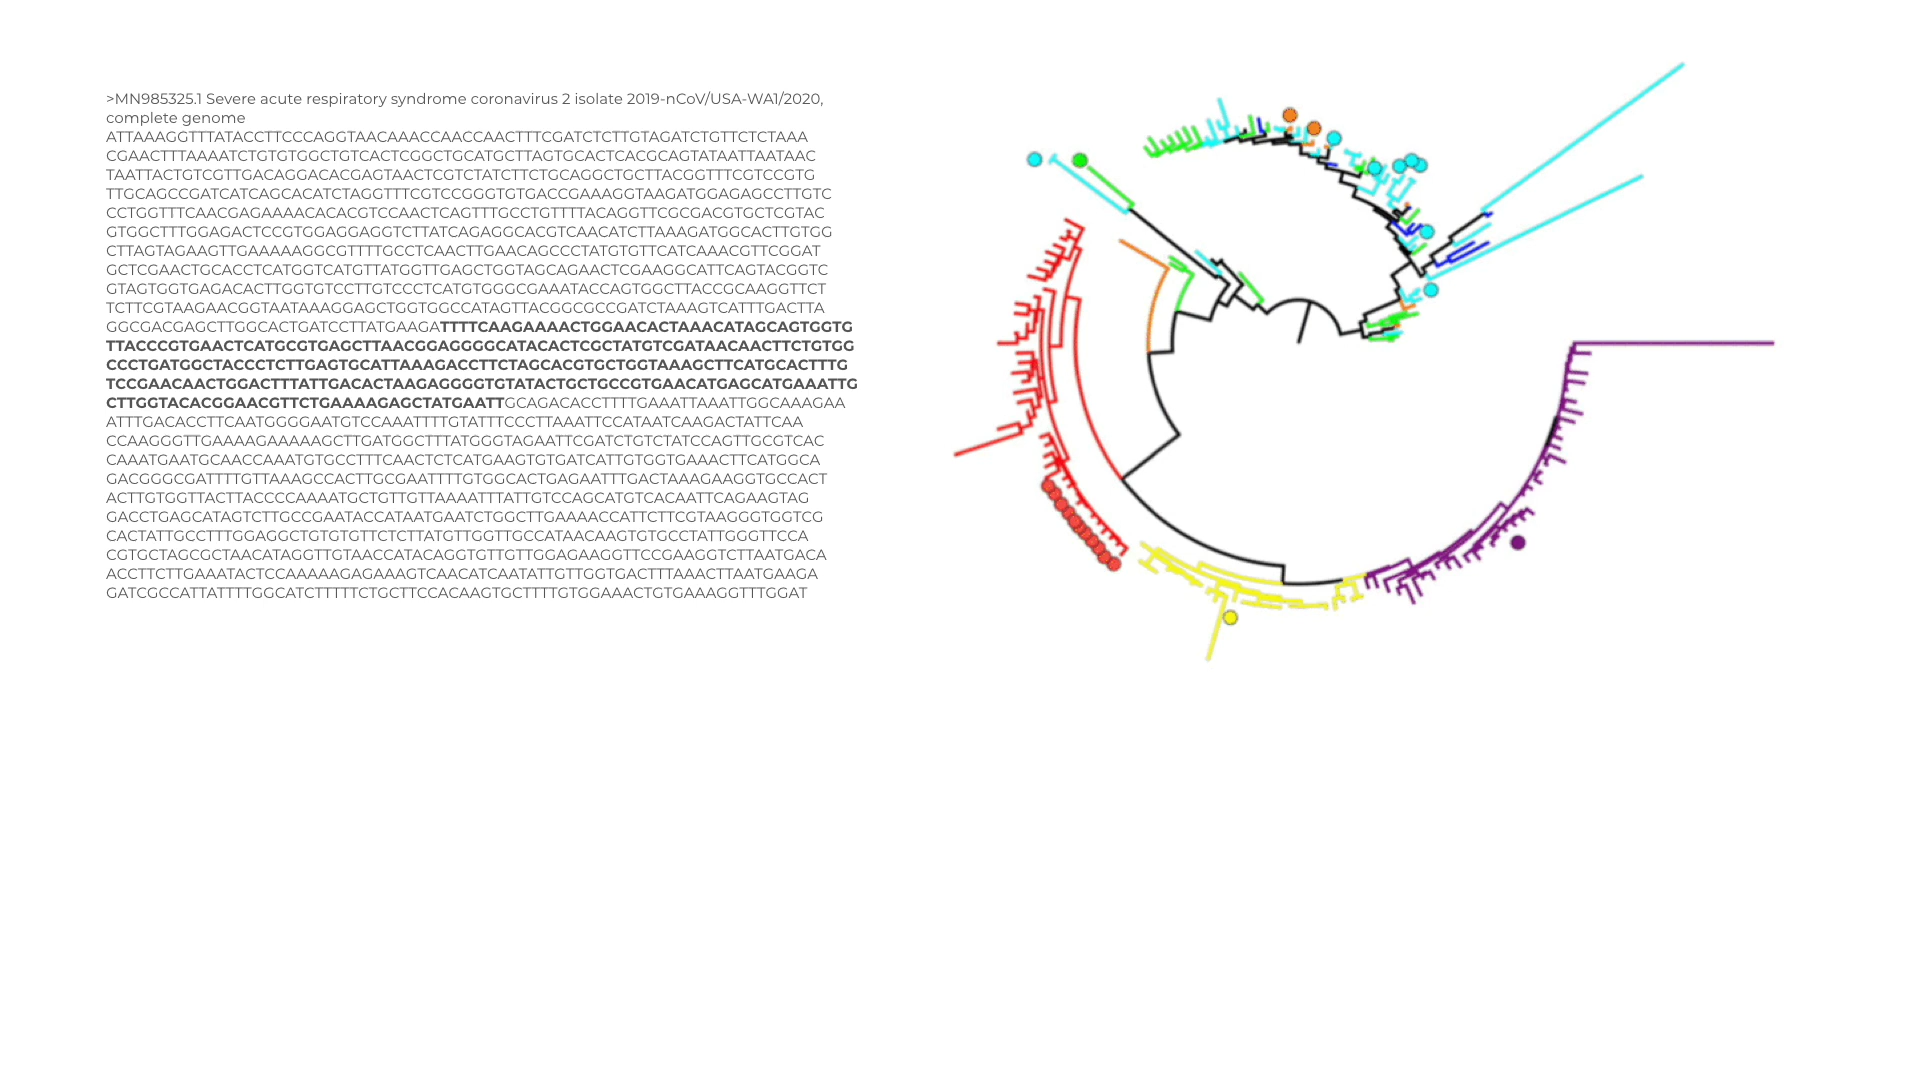 >MN985325.1 Severe acute respiratory syndrome coronavirus 2 isolate 2019-nCoV/USA-WA1/2020,
complete genome
ATTAAAGGTTTATACCTTCCCAGGTAACAAACCAACCAACTTTCGATCTCTTGTAGATCTGTTCTCTAAA
CGAACTTTAAAATCTGTGTGGCTGTCACTCGGCTGCATGCTTAGTGCACTCACGCAGTATAATTAATAAC
TAATTACTGTCGTTGACAGGACACGAGTAACTCGTCTATCTTCTGCAGGCTGCTTACGGTTTCGTCCGTG
TTGCAGCCGATCATCAGCACATCTAGGTTTCGTCCGGGTGTGACCGAAAGGTAAGATGGAGAGCCTTGTC
CCTGGTTTCAACGAGAAAACACACGTCCAACTCAGTTTGCCTGTTTTACAGGTTCGCGACGTGCTCGTAC
GTGGCTTTGGAGACTCCGTGGAGGAGGTCTTATCAGAGGCACGTCAACATCTTAAAGATGGCACTTGTGG
CTTAGTAGAAGTTGAAAAAGGCGTTTTGCCTCAACTTGAACAGCCCTATGTGTTCATCAAACGTTCGGAT
GCTCGAACTGCACCTCATGGTCATGTTATGGTTGAGCTGGTAGCAGAACTCGAAGGCATTCAGTACGGTC
GTAGTGGTGAGACACTTGGTGTCCTTGTCCCTCATGTGGGCGAAATACCAGTGGCTTACCGCAAGGTTCT
TCTTCGTAAGAACGGTAATAAAGGAGCTGGTGGCCATAGTTACGGCGCCGATCTAAAGTCATTTGACTTA
GGCGACGAGCTTGGCACTGATCCTTATGAAGATTTTCAAGAAAACTGGAACACTAAACATAGCAGTGGTG
TTACCCGTGAACTCATGCGTGAGCTTAACGGAGGGGCATACACTCGCTATGTCGATAACAACTTCTGTGG
CCCTGATGGCTACCCTCTTGAGTGCATTAAAGACCTTCTAGCACGTGCTGGTAAAGCTTCATGCACTTTG
TCCGAACAACTGGACTTTATTGACACTAAGAGGGGTGTATACTGCTGCCGTGAACATGAGCATGAAATTG
CTTGGTACACGGAACGTTCTGAAAAGAGCTATGAATTGCAGACACCTTTTGAAATTAAATTGGCAAAGAA
ATTTGACACCTTCAATGGGGAATGTCCAAATTTTGTATTTCCCTTAAATTCCATAATCAAGACTATTCAA
CCAAGGGTTGAAAAGAAAAAGCTTGATGGCTTTATGGGTAGAATTCGATCTGTCTATCCAGTTGCGTCAC
CAAATGAATGCAACCAAATGTGCCTTTCAACTCTCATGAAGTGTGATCATTGTGGTGAAACTTCATGGCA
GACGGGCGATTTTGTTAAAGCCACTTGCGAATTTTGTGGCACTGAGAATTTGACTAAAGAAGGTGCCACT
ACTTGTGGTTACTTACCCCAAAATGCTGTTGTTAAAATTTATTGTCCAGCATGTCACAATTCAGAAGTAG
GACCTGAGCATAGTCTTGCCGAATACCATAATGAATCTGGCTTGAAAACCATTCTTCGTAAGGGTGGTCG
CACTATTGCCTTTGGAGGCTGTGTGTTCTCTTATGTTGGTTGCCATAACAAGTGTGCCTATTGGGTTCCA
CGTGCTAGCGCTAACATAGGTTGTAACCATACAGGTGTTGTTGGAGAAGGTTCCGAAGGTCTTAATGACA
ACCTTCTTGAAATACTCCAAAAAGAGAAAGTCAACATCAATATTGTTGGTGACTTTAAACTTAATGAAGA
GATCGCCATTATTTTGGCATCTTTTTCTGCTTCCACAAGTGCTTTTGTGGAAACTGTGAAAGGTTTGGAT